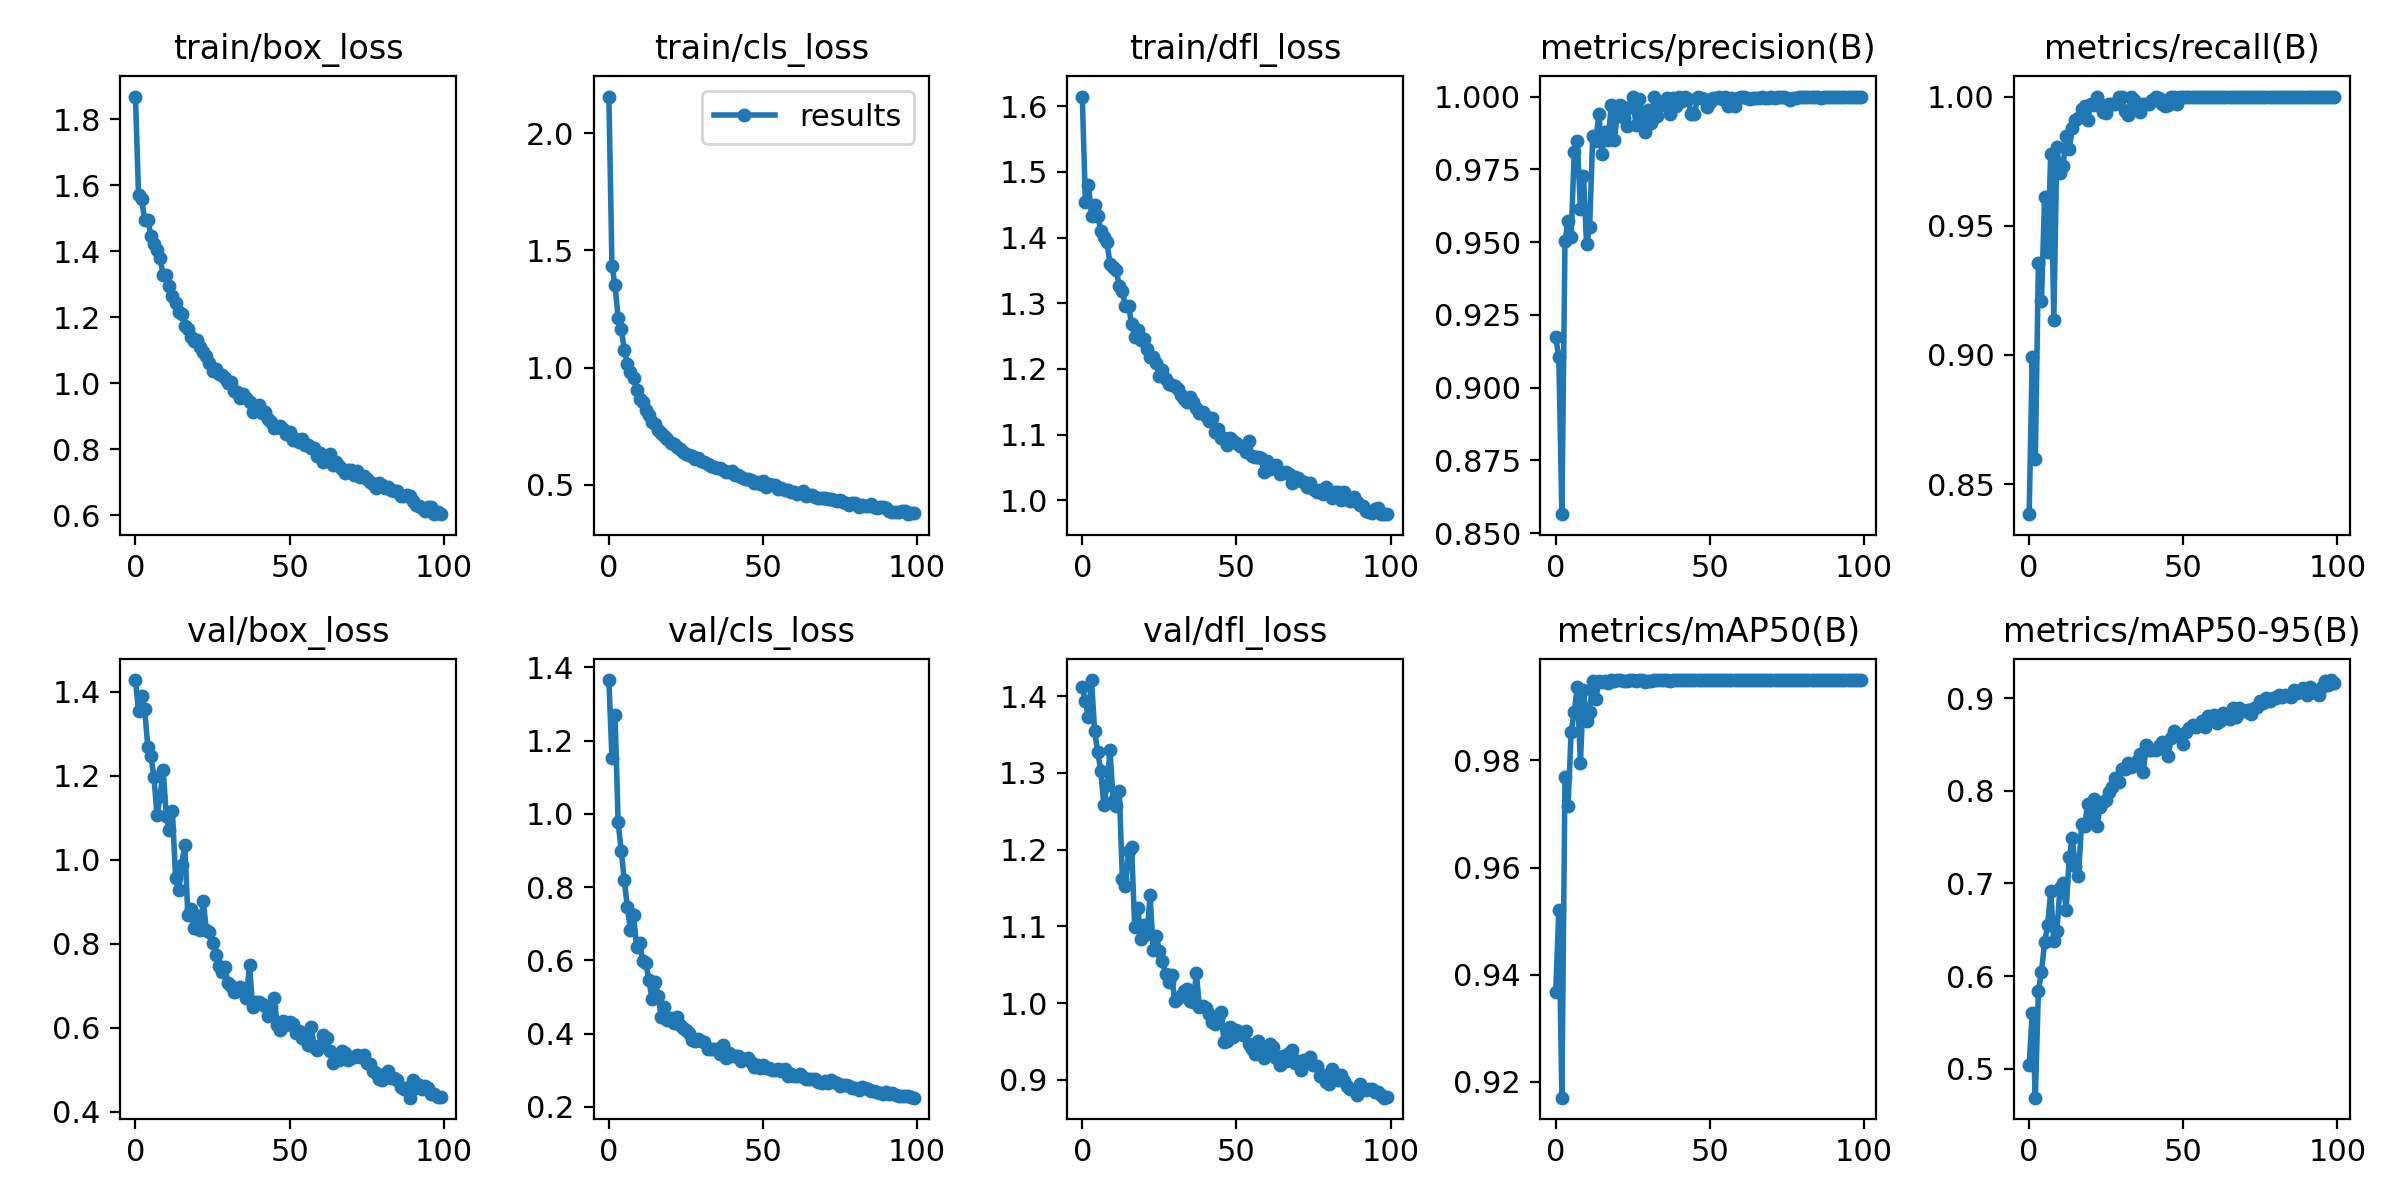 train/box_loss
1.8
1.6
1.4
1.2
1.0
0.8
0.6
0 50 100
train/cls_loss
results
2.0
1.5
1.0
0.5
0 50 100
train/dfl_loss
1.6
1.5
1.4
1.3
1.2
1.1
1.0
0 50 100
metrics/precision(B)
1.000
0.975
0.950
0.925
0.900
0.875
0.850
0 50 100
metrics/recall(B)
1.00
0.95
0.90
0.85
0 50 100
val/box_loss
1.4
1.2
1.0
0.8
0.6
0.4
0 50 100
val/cls_loss
1.4
1.2
1.0
0.8
0.6
0.4
0.2
0 50 100
val/dfl_loss
1.4
1.3
1.2
1.1
1.0
0.9
0 50 100
metrics/mAP50(B)
0.98
0.96
0.94
0.92
0 50 100
metrics/mAP50-95(B)
0.9
0.8
0.7
0.6
0.5
0 50 100